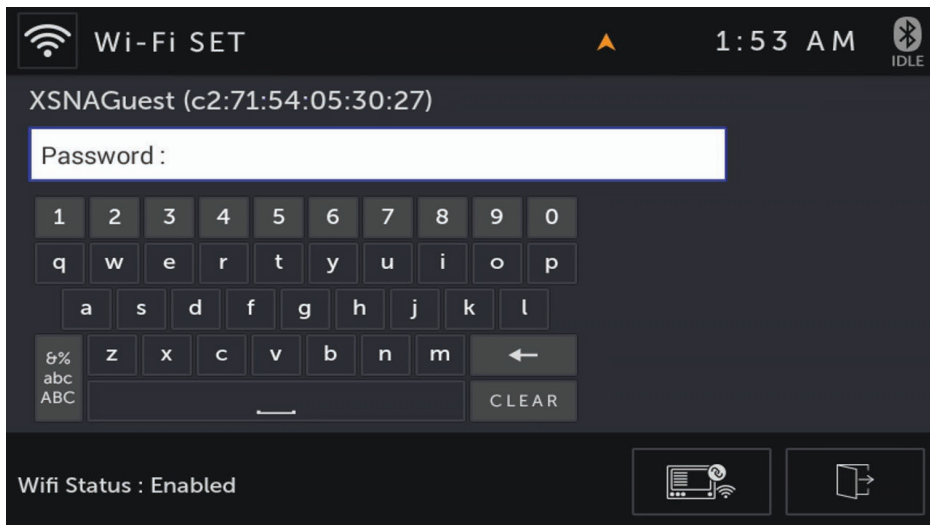 Wi-Fi SET
1:53 AM
IDLE
XSNAGuest (c2:71:54:05:30:27)
Password :
1 2 3 4 5 6 7 8 9 0
q w e r t y u i o p
a s d f g h j k l
&% abc ABC
z x c v b n m
CLEAR
Wifi Status : Enabled